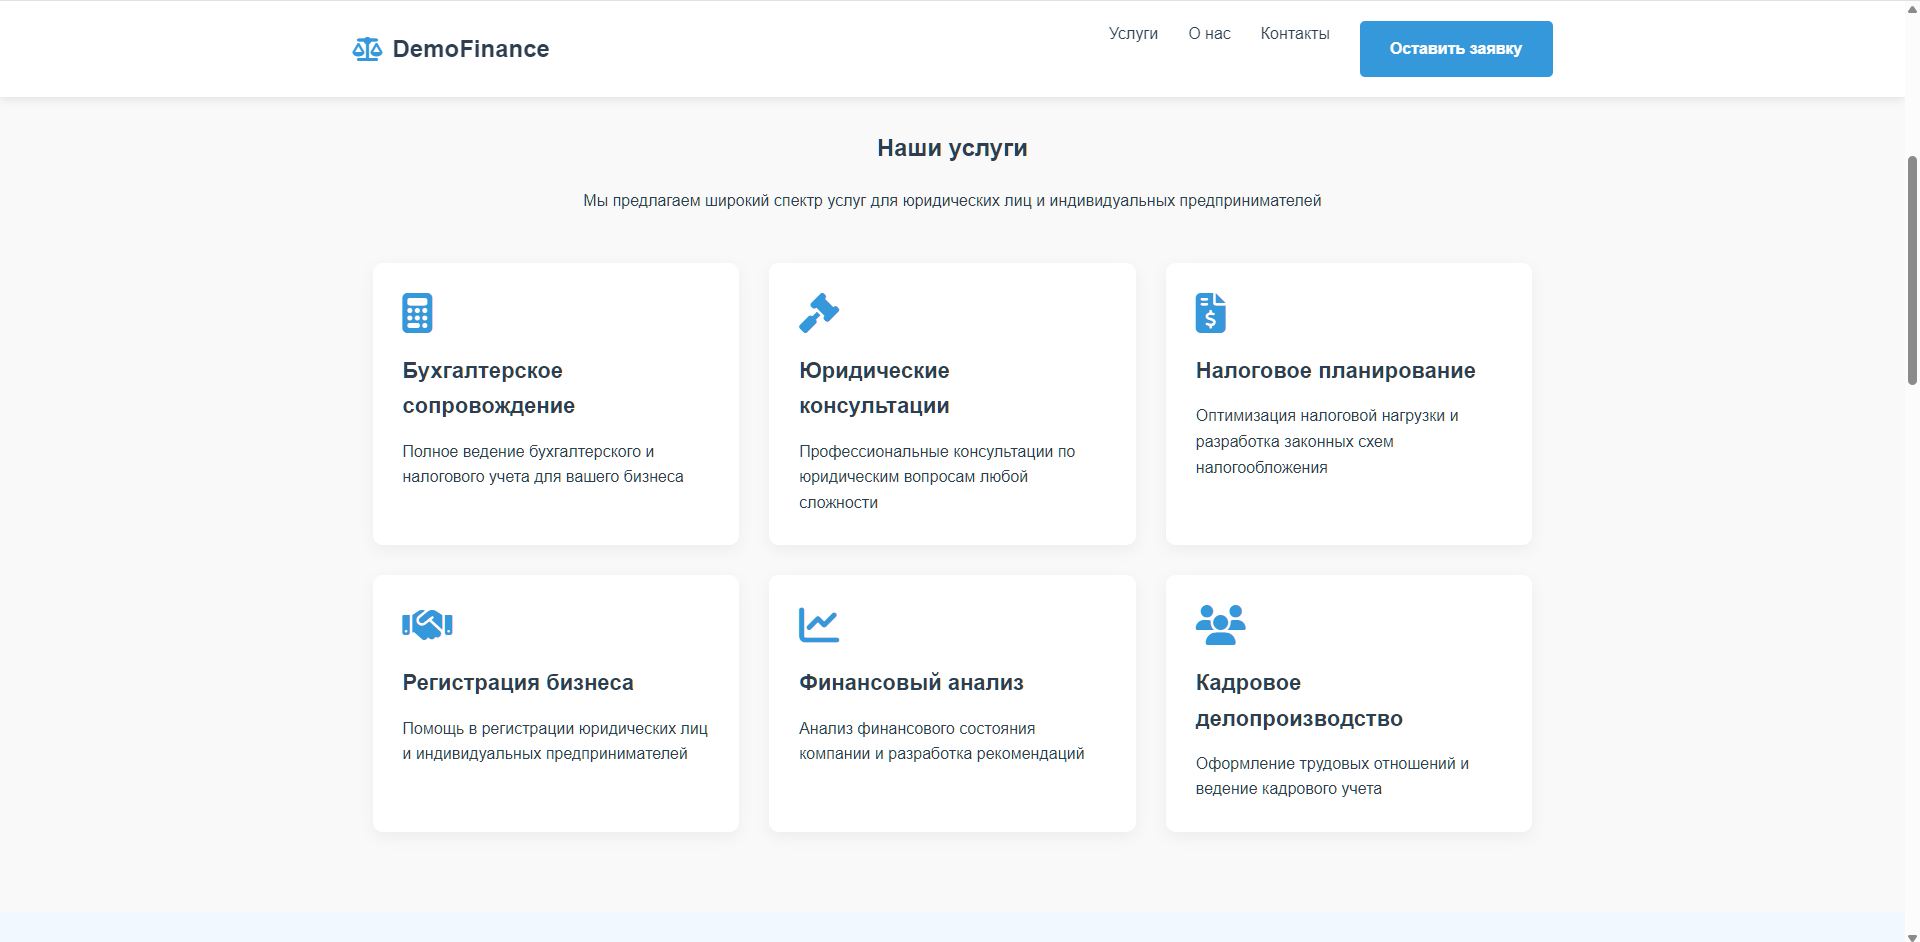 DemoFinance
Услуги
О нас
Контакты
Оставить заявку
Наши услуги
Мы предлагаем широкий спектр услуг для юридических лиц и индивидуальных предпринимателей
Бухгалтерское
сопровождение
Полное ведение бухгалтерского и
налогового учета для вашего бизнеса
Юридические
консультации
Профессиональные консультации по
юридическим вопросам любой
сложности
$
Налоговое планирование
Оптимизация налоговой нагрузки и
разработка законных схем
налогообложения
Регистрация бизнеса
Помощь в регистрации юридических лиц
и индивидуальных предпринимателей
Финансовый анализ
Анализ финансового состояния
компании и разработка рекомендаций
Кадровое
делопроизводство
Оформление трудовых отношений и
ведение кадрового учета